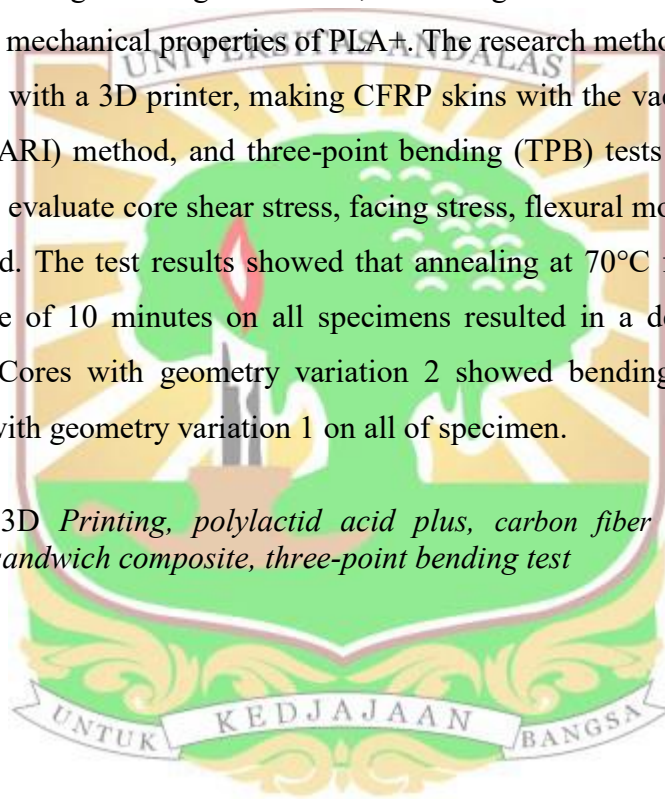 mechanical properties of PLA+. The research metho
UNIVERSITAS ANDALAS
with a 3D printer, making CFRP skins with the vac
ARI) method, and three-point bending (TPB) tests
evaluate core shear stress, facing stress, flexural mo
d. The test results showed that annealing at 70°C
e of 10 minutes on all specimens resulted in a d
Cores with geometry variation 2 showed bending
with geometry variation 1 on all of specimen.
3D Printing, polylactid acid plus, carbon fiber
sandwich composite, three-point bending test
UNTUK KEDJAJAAN BANGSA